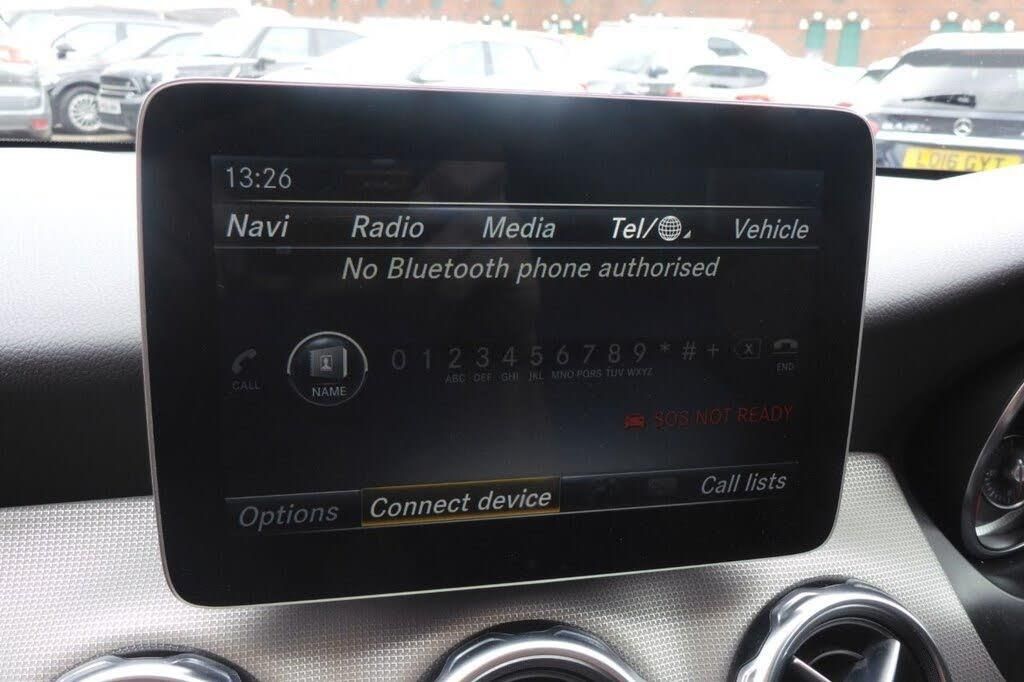 LO16 GYT
13:26
Navi Radio Media Tel/ Vehicle
No Bluetooth phone authorised
0 1 2 3 4 5 6 7 8 9 * # +
ABC DEF GHI JKL MNO PQRS TUV WXYZ
CALL NAME END
SOS NOT READY
Options Connect device Call lists